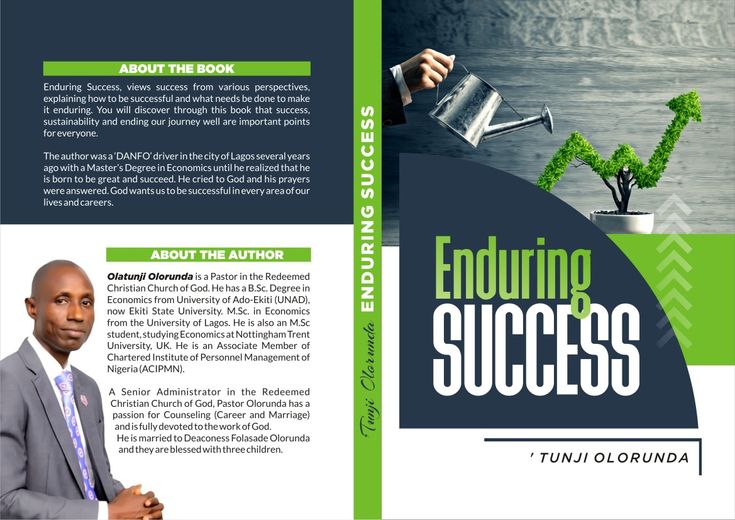 ABOUT THE BOOK
Enduring Success, views success from various perspectives,
explaining how to be successful and what needs be done to make
it enduring. You will discover through this book that success,
sustainability and ending our journey well are important points
for everyone.
The author was a ‘DANFO’ driver in the city of Lagos several years
ago with a Master’s Degree in Economics until he realized that he
is born to be great and succeed. He cried to God and his prayers
were answered. God wants us to be successful in every area of our
lives and careers.
ABOUT THE AUTHOR
Olatunji Olorunda is a Pastor in the Redeemed
Christian Church of God. He has a B.Sc. Degree in
Economics from University of Ado-Ekiti (UNAD),
now Ekiti State University. M.Sc. in Economics
from the University of Lagos. He is also an M.Sc
student, studying Economics at Nottingham Trent
University, UK. He is an Associate Member of
Chartered Institute of Personnel Management of
Nigeria (ACIPMN).
A Senior Administrator in the Redeemed
Christian Church of God, Pastor Olorunda has a
passion for Counseling (Career and Marriage)
and is fully devoted to the work of God.
He is married to Deaconess Folasade Olorunda
and they are blessed with three children.
Tunji Olorunda ENDURING SUCCESS
Enduring
SUCCESS
’ TUNJI OLORUNDA